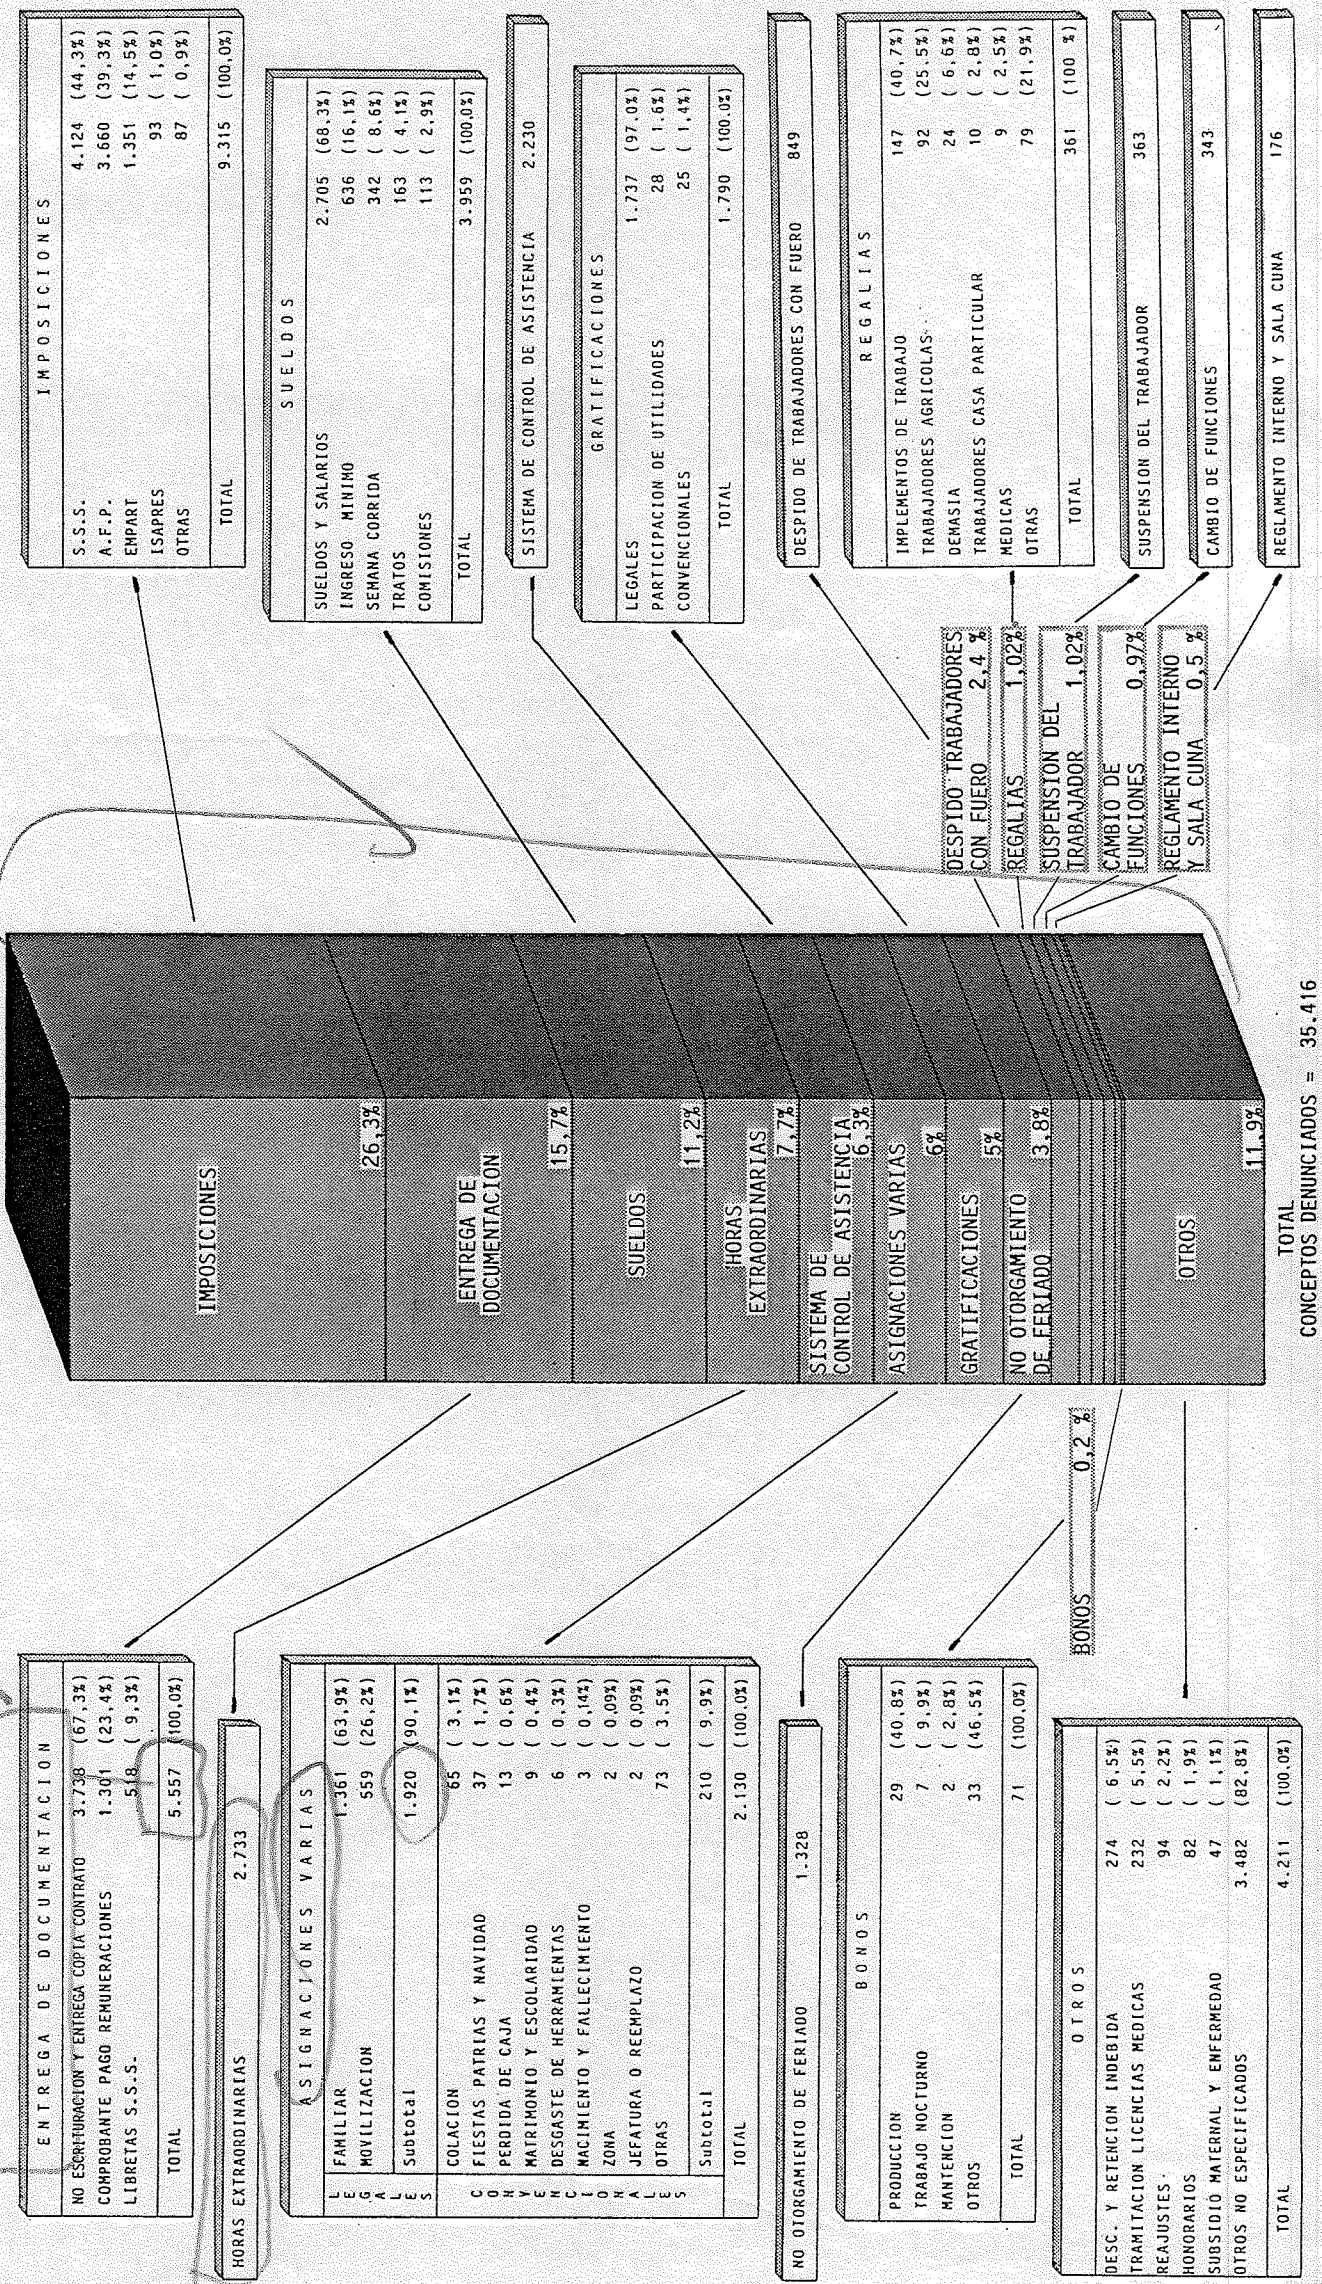 ENTREGA DE DOCUMENTACION
NO ESCRITURACION Y ENTREGA COPIA CONTRATO 3.738 (67,3%)
COMPROBANTE PAGO REMUNERACIONES 1.301 (23,4%)
LIBRETAS S.S.S. 518 ( 9,3%)
TOTAL 5.557 (100,0%)
HORAS EXTRAORDINARIAS 2.733
ASIGNACIONES VARIAS
LEGALES
FAMILIAR 1.361 (63,9%)
MOVILIZACION 559 (26,2%)
Subtotal 1.920 (90,1%)
CONVENCIONALES
COLACION 65 ( 3,1%)
FIESTAS PATRIAS Y NAVIDAD 37 ( 1,7%)
PERDIDA DE CAJA 13 ( 0,6%)
MATRIMONIO Y ESCOLARIDAD 9 ( 0,4%)
DESGASTE DE HERRAMIENTAS 6 ( 0,3%)
NACIMIENTO Y FALLECIMIENTO 3 ( 0,14%)
ZONA 2 ( 0,09%)
JEFATURA O REEMPLAZO 2 ( 0,09%)
OTRAS 73 ( 3,5%)
Subtotal 210 ( 9,9%)
TOTAL 2.130 (100,0%)
NO OTORGAMIENTO DE FERIADO 1.328
BONOS
PRODUCCION 29 (40,8%)
TRABAJO NOCTURNO 7 ( 9,9%)
MANTENCION 2 ( 2,8%)
OTROS 33 (46,5%)
TOTAL 71 (100,0%)
OTROS
DESC. Y RETENCION INDEBIDA 274 ( 6,5%)
TRAMITACION LICENCIAS MEDICAS 232 ( 5,5%)
REAJUSTES 94 ( 2,2%)
HONORARIOS 82 ( 1,9%)
SUBSIDIO MATERNAL Y ENFERMEDAD 47 ( 1,1%)
OTROS NO ESPECIFICADOS 3.482 (82,8%)
TOTAL 4.211 (100,0%)
BONOS 0,2 %
IMPOSICIONES
26,3%
ENTREGA DE
DOCUMENTACION
15,7%
SUELDOS
11,2%
HORAS
EXTRAORDINARIAS
7,7%
SISTEMA DE
CONTROL DE ASISTENCIA
6,3%
ASIGNACIONES VARIAS
6%
GRATIFICACIONES
5%
NO OTORGAMIENTO
DE FERIADO
3,8%
OTROS
11,9%
TOTAL
CONCEPTOS DENUNCIADOS = 35.416
DESPIDO TRABAJADORES
CON FUERO 2,4 %
REGALIAS 1,02%
SUSPENSION DEL
TRABAJADOR 1,02%
CAMBIO DE
FUNCIONES 0,97%
REGLAMENTO INTERNO
Y SALA CUNA 0,5 %
IMPOSICIONES
S.S.S. 4.124 (44,3%)
A.F.P. 3.660 (39,3%)
EMPART 1.351 (14,5%)
ISAPRES 93 ( 1,0%)
OTRAS 87 ( 0,9%)
TOTAL 9.315 (100,0%)
SUELDOS
SUELDOS Y SALARIOS 2.705 (68,3%)
INGRESO MINIMO 636 (16,1%)
SEMANA CORRIDA 342 ( 8,6%)
TRATOS 163 ( 4,1%)
COMISIONES 113 ( 2,9%)
TOTAL 3.959 (100,0%)
SISTEMA DE CONTROL DE ASISTENCIA 2.230
GRATIFICACIONES
LEGALES 1.737 (97,0%)
PARTICIPACION DE UTILIDADES 28 ( 1,6%)
CONVENCIONALES 25 ( 1,4%)
TOTAL 1.790 (100,0%)
DESPIDO DE TRABAJADORES CON FUERO 849
REGALIAS
IMPLEMENTOS DE TRABAJO 147 (40,7%)
TRABAJADORES AGRICOLAS 92 (25,5%)
DEMASIA 24 ( 6,6%)
TRABAJADORES CASA PARTICULAR 10 ( 2,8%)
MEDICAS 9 ( 2,5%)
OTRAS 79 (21,9%)
TOTAL 361 (100 %)
SUSPENSION DEL TRABAJADOR 363
CAMBIO DE FUNCIONES 343
REGLAMENTO INTERNO Y SALA CUNA 176